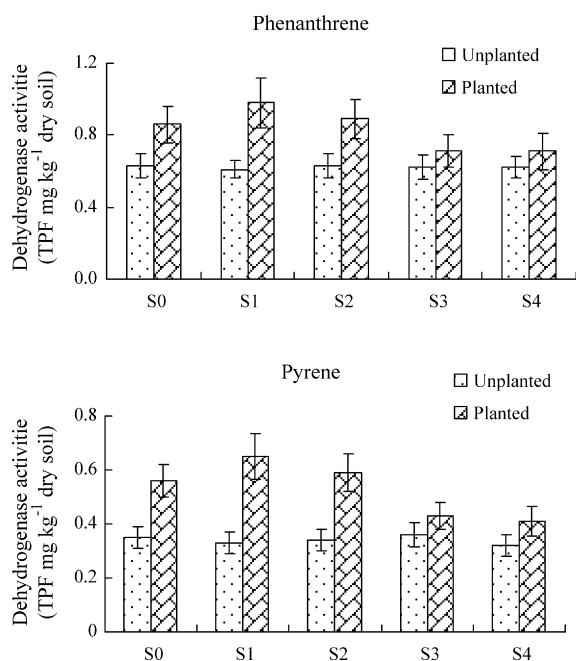 Phenanthrene
Unplanted
Planted
Dehydrogenase activitie
(TPF mg kg⁻¹ dry soil)
1.2
0.8
0.4
0.0
S0 S1 S2 S3 S4
Pyrene
Unplanted
Planted
Dehydrogenase activitie
(TPF mg kg⁻¹ dry soil)
0.8
0.6
0.4
0.2
0
S0 S1 S2 S3 S4